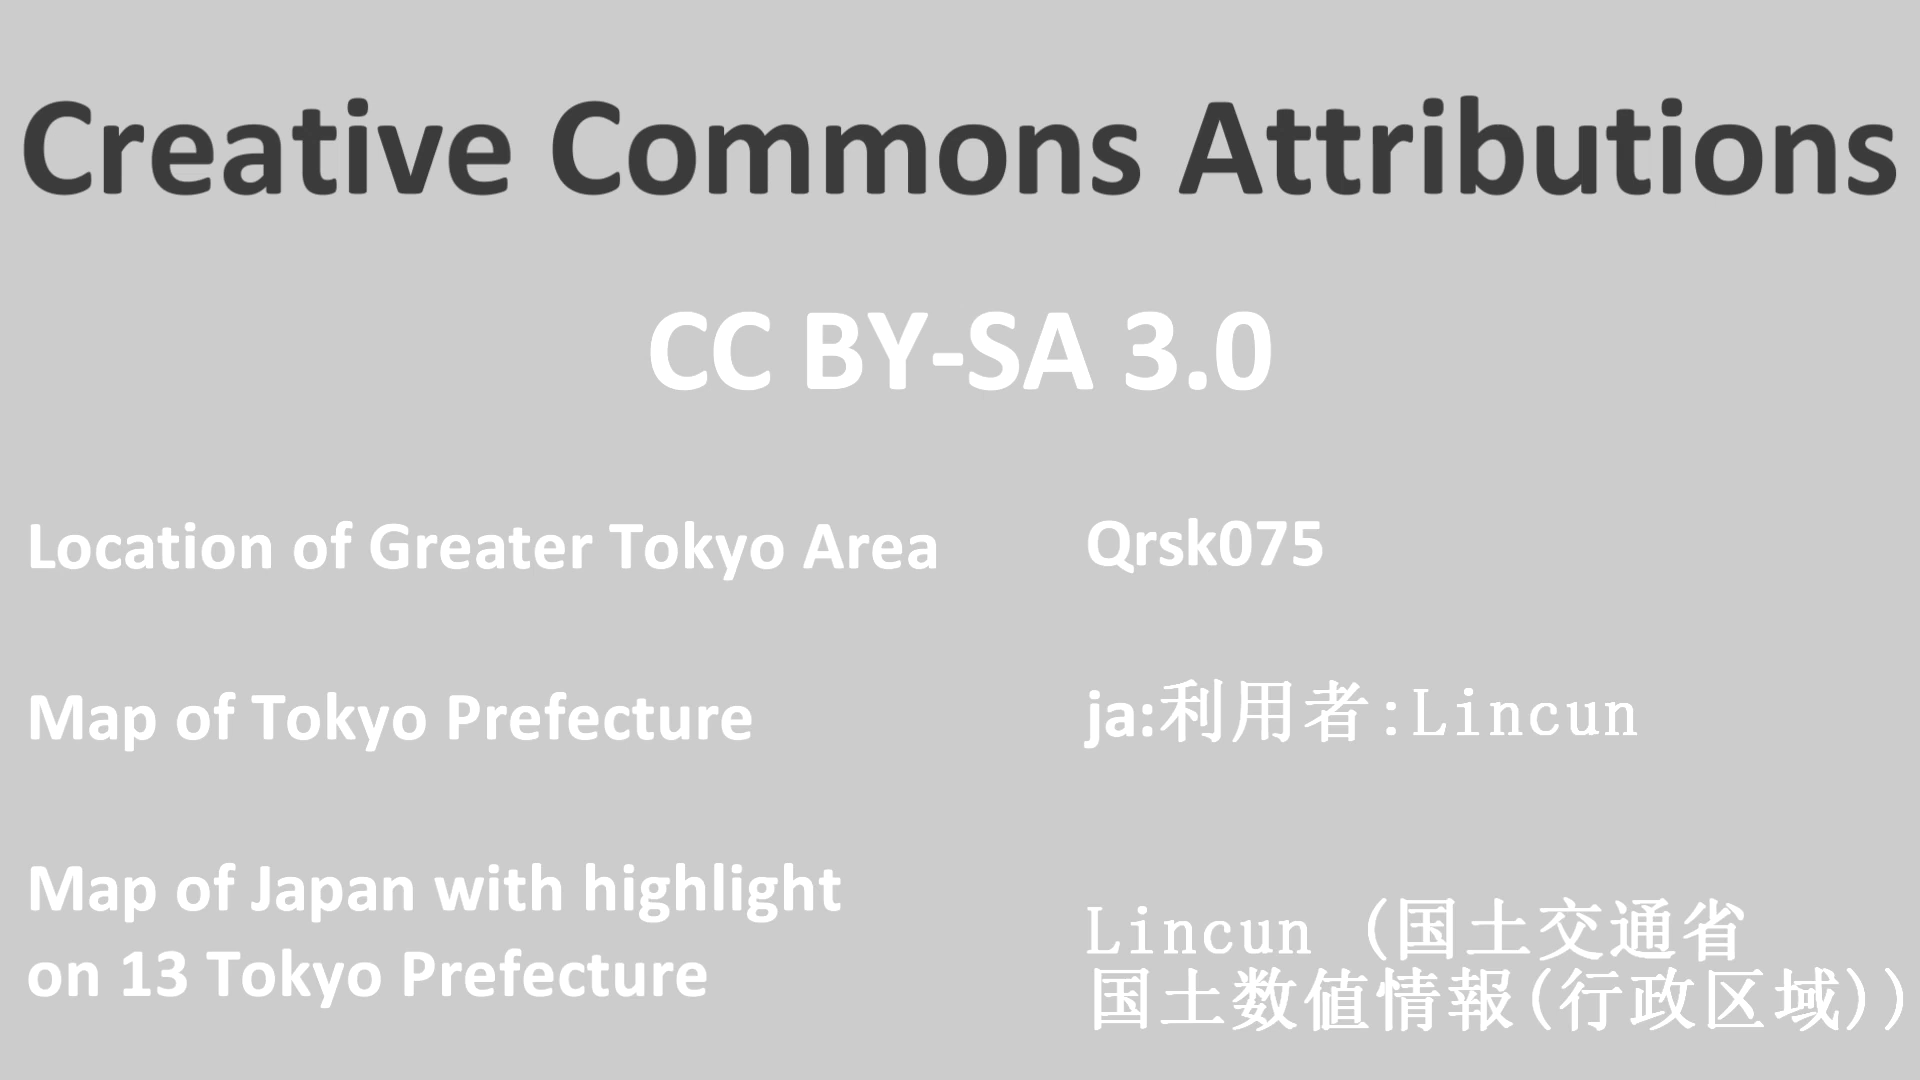 Creative Commons Attributions
CC BY-SA 3.0
Location of Greater Tokyo Area
Qrsk075
Map of Tokyo Prefecture
ja:利用者:Lincun
Map of Japan with highlight
on 13 Tokyo Prefecture
Lincun (国土交通省
国土数値情報(行政区域))